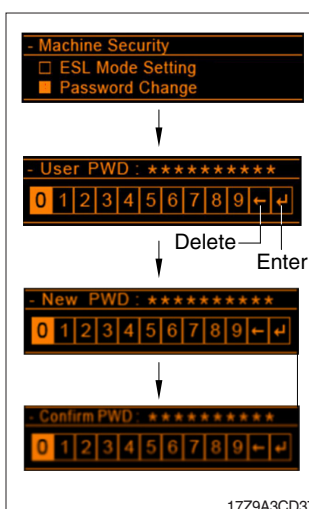 - Machine Security
□ ESL Mode Setting
■ Password Change
- User PWD : **********
0 1 2 3 4 5 6 7 8 9 ← ↵
Delete
Enter
- New PWD : **********
0 1 2 3 4 5 6 7 8 9 ← ↵
- Confirm PWD : **********
0 1 2 3 4 5 6 7 8 9 ← ↵